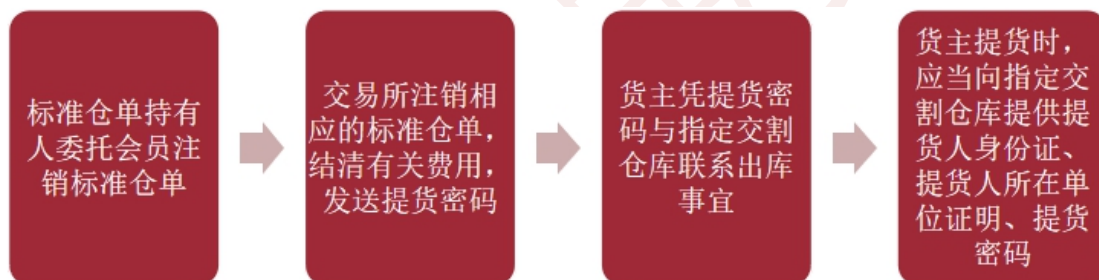 标准仓单持有
人委托会员注
销标准仓单
交易所注销相
应的标准仓单，
结清有关费用，
发送提货密码
货主凭提货密
码与指定交割
仓库联系出库
事宜
货主提货时，
应当向指定交
割仓库提供提
货人身份证、
提货人所在单
位证明、提货
密码